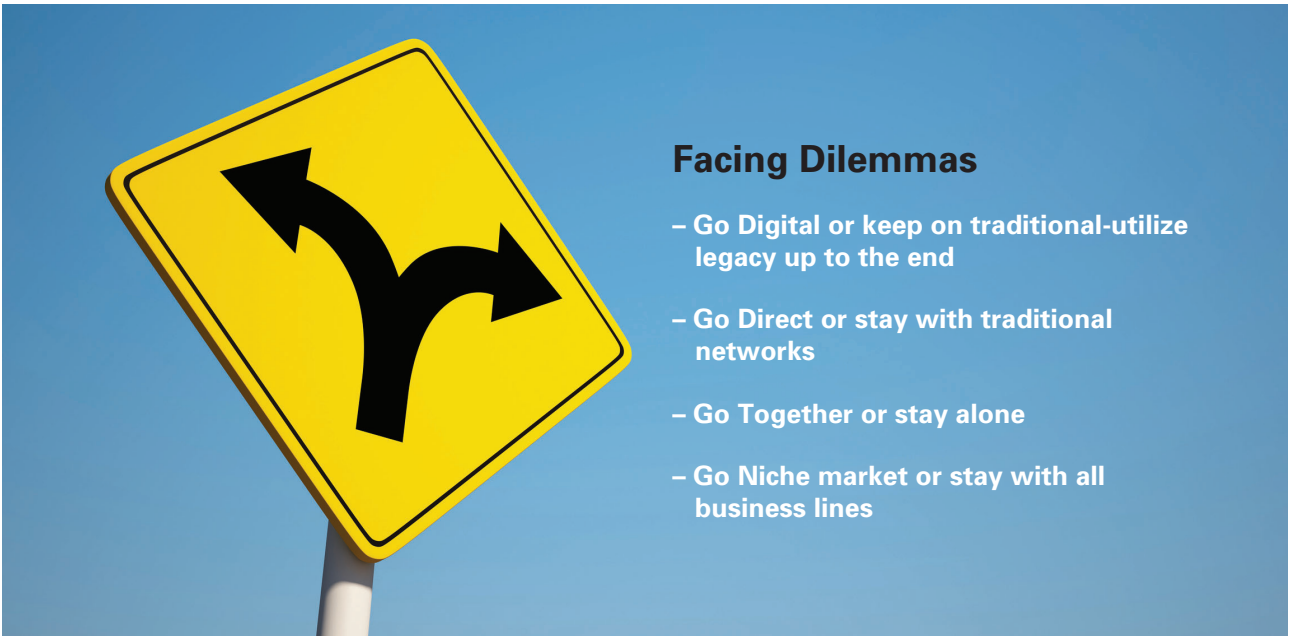 Facing Dilemmas
– Go Digital or keep on traditional-utilize
legacy up to the end
– Go Direct or stay with traditional
networks
– Go Together or stay alone
– Go Niche market or stay with all
business lines